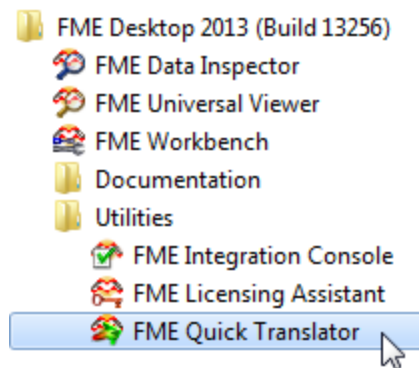 FME Desktop 2013 (Build 13256)
FME Data Inspector
FME Universal Viewer
FME Workbench
Documentation
Utilities
FME Integration Console
FME Licensing Assistant
FME Quick Translator